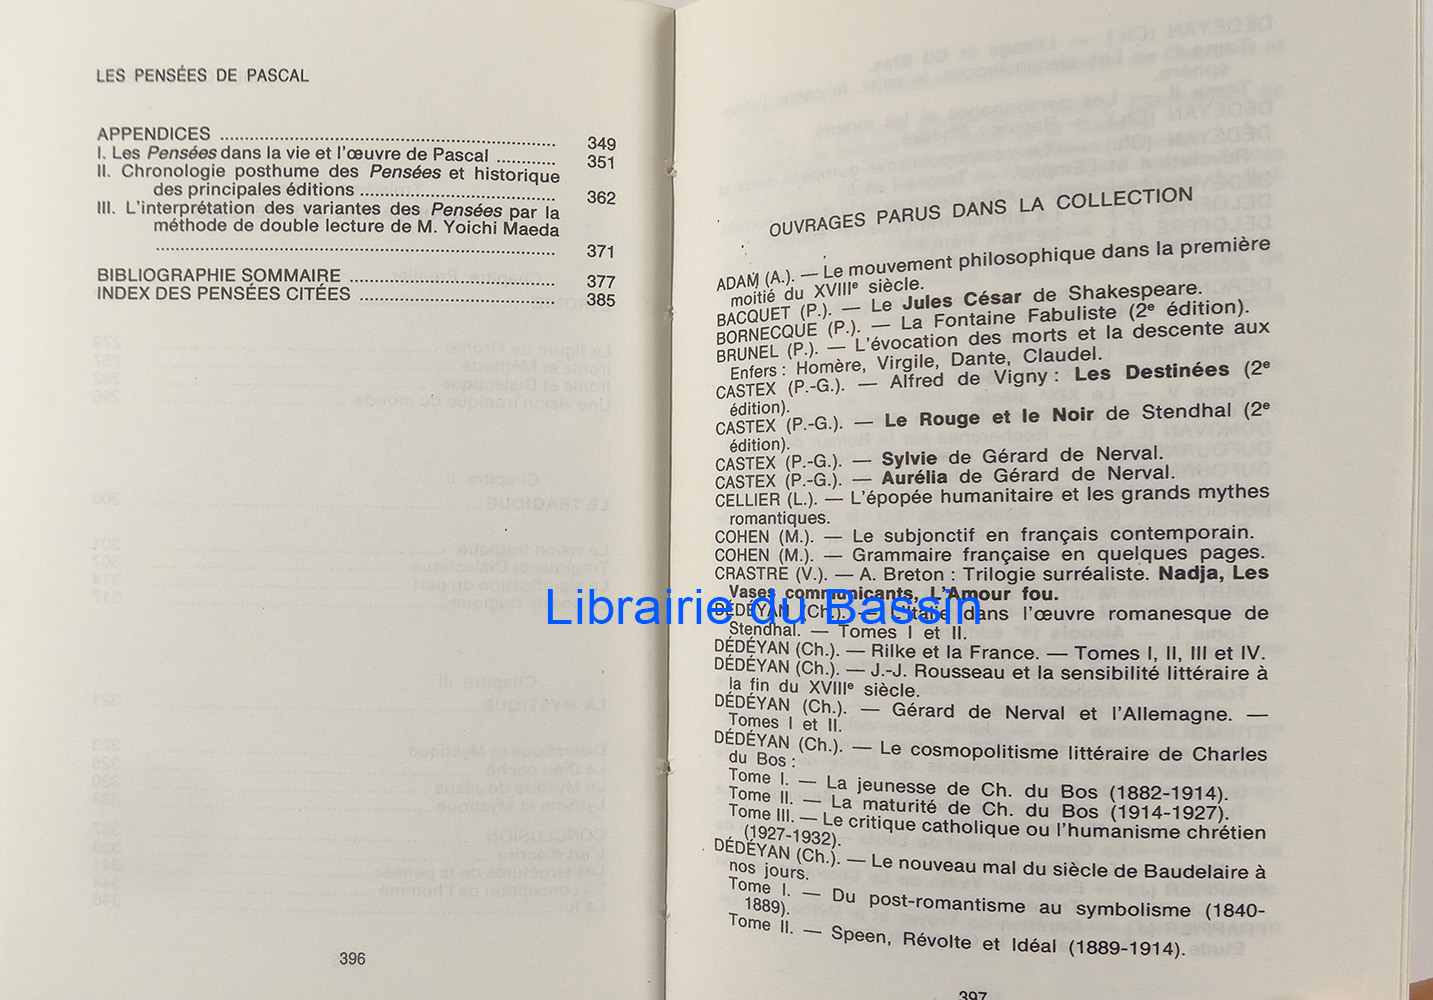 LES PENSÉES DE PASCAL
APPENDICES ........ 349
I. Les Pensées dans la vie et l'œuvre de Pascal ........ 351
II. Chronologie posthume des Pensées et historique
des principales éditions ........ 362
III. L'interprétation des variantes des Pensées par la
méthode de double lecture de M. Yoichi Maeda
........ 371
BIBLIOGRAPHIE SOMMAIRE ........ 377
INDEX DES PENSÉES CITÉES ........ 385
396
OUVRAGES PARUS DANS LA COLLECTION
ADAM (A.). — Le mouvement philosophique dans la première
moitié du XVIIIe siècle.
BACQUET (P.). — Le Jules César de Shakespeare.
BORNECQUE (P.). — La Fontaine Fabuliste (2e édition).
BRUNEL (P.). — L'évocation des morts et la descente aux
Enfers : Homère, Virgile, Dante, Claudel.
CASTEX (P.-G.). — Alfred de Vigny : Les Destinées (2e
édition).
CASTEX (P.-G.). — Le Rouge et le Noir de Stendhal (2e
édition).
CASTEX (P.-G.). — Sylvie de Gérard de Nerval.
CASTEX (P.-G.). — Aurélia de Gérard de Nerval.
CELLIER (L.). — L'épopée humanitaire et les grands mythes
romantiques.
COHEN (M.). — Le subjonctif en français contemporain.
COHEN (M.). — Grammaire française en quelques pages.
CRASTRE (V.). — A. Breton : Trilogie surréaliste. Nadja, Les
Vases communicants, L'Amour fou.
Librairie du Bassin
DÉDÉYAN (Ch.). — L'Italie dans l'œuvre romanesque de
Stendhal. — Tomes I et II.
DÉDÉYAN (Ch.). — Rilke et la France. — Tomes I, II, III et IV.
DÉDÉYAN (Ch.). — J.-J. Rousseau et la sensibilité littéraire à
la fin du XVIIIe siècle.
DÉDÉYAN (Ch.). — Gérard de Nerval et l'Allemagne. —
Tomes I et II.
DÉDÉYAN (Ch.). — Le cosmopolitisme littéraire de Charles
du Bos :
Tome I. — La jeunesse de Ch. du Bos (1882-1914).
Tome II. — La maturité de Ch. du Bos (1914-1927).
Tome III. — Le critique catholique ou l'humanisme chrétien
(1927-1932).
DÉDÉYAN (Ch.). — Le nouveau mal du siècle de Baudelaire à
nos jours.
Tome I. — Du post-romantisme au symbolisme (1840-
1889).
Tome II. — Speen, Révolte et Idéal (1889-1914).
397